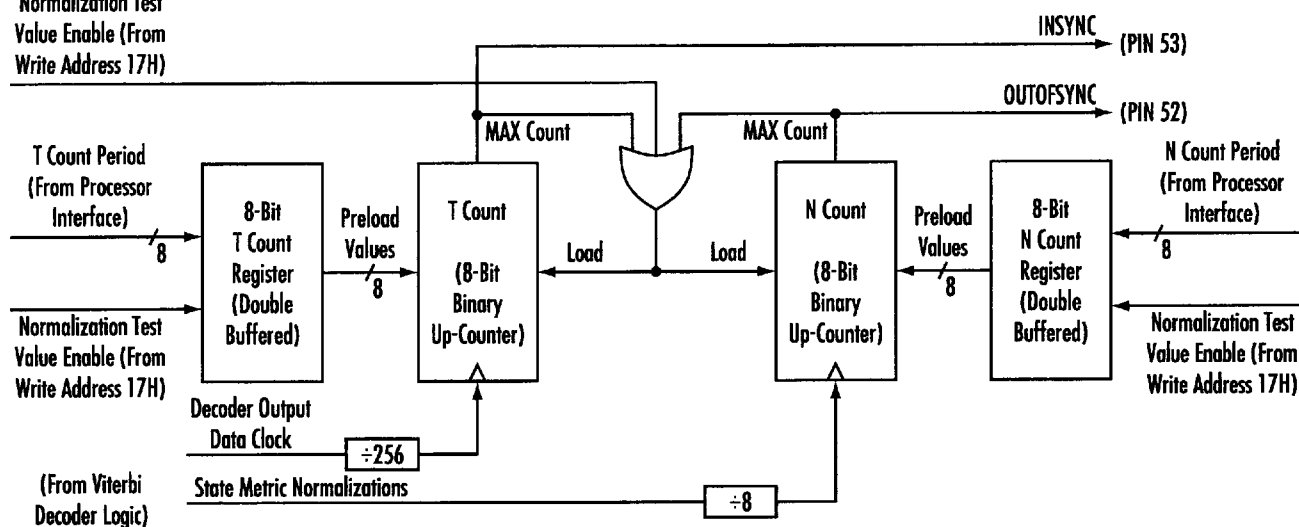 Normalization Test
Value Enable (From
Write Address 17H)
INSYNC
(PIN 53)
OUTOFSYNC
(PIN 52)
MAX Count
MAX Count
T Count Period
(From Processor
Interface)
8
8-Bit
T Count
Register
(Double
Buffered)
Preload
Values
8
T Count
(8-Bit
Binary
Up-Counter)
Load
Load
N Count
(8-Bit
Binary
Up-Counter)
Preload
Values
8
8-Bit
N Count
Register
(Double
Buffered)
N Count Period
(From Processor
Interface)
8
Normalization Test
Value Enable (From
Write Address 17H)
Normalization Test
Value Enable (From
Write Address 17H)
Decoder Output
Data Clock
÷256
(From Viterbi
Decoder Logic)
State Metric Normalizations
÷8